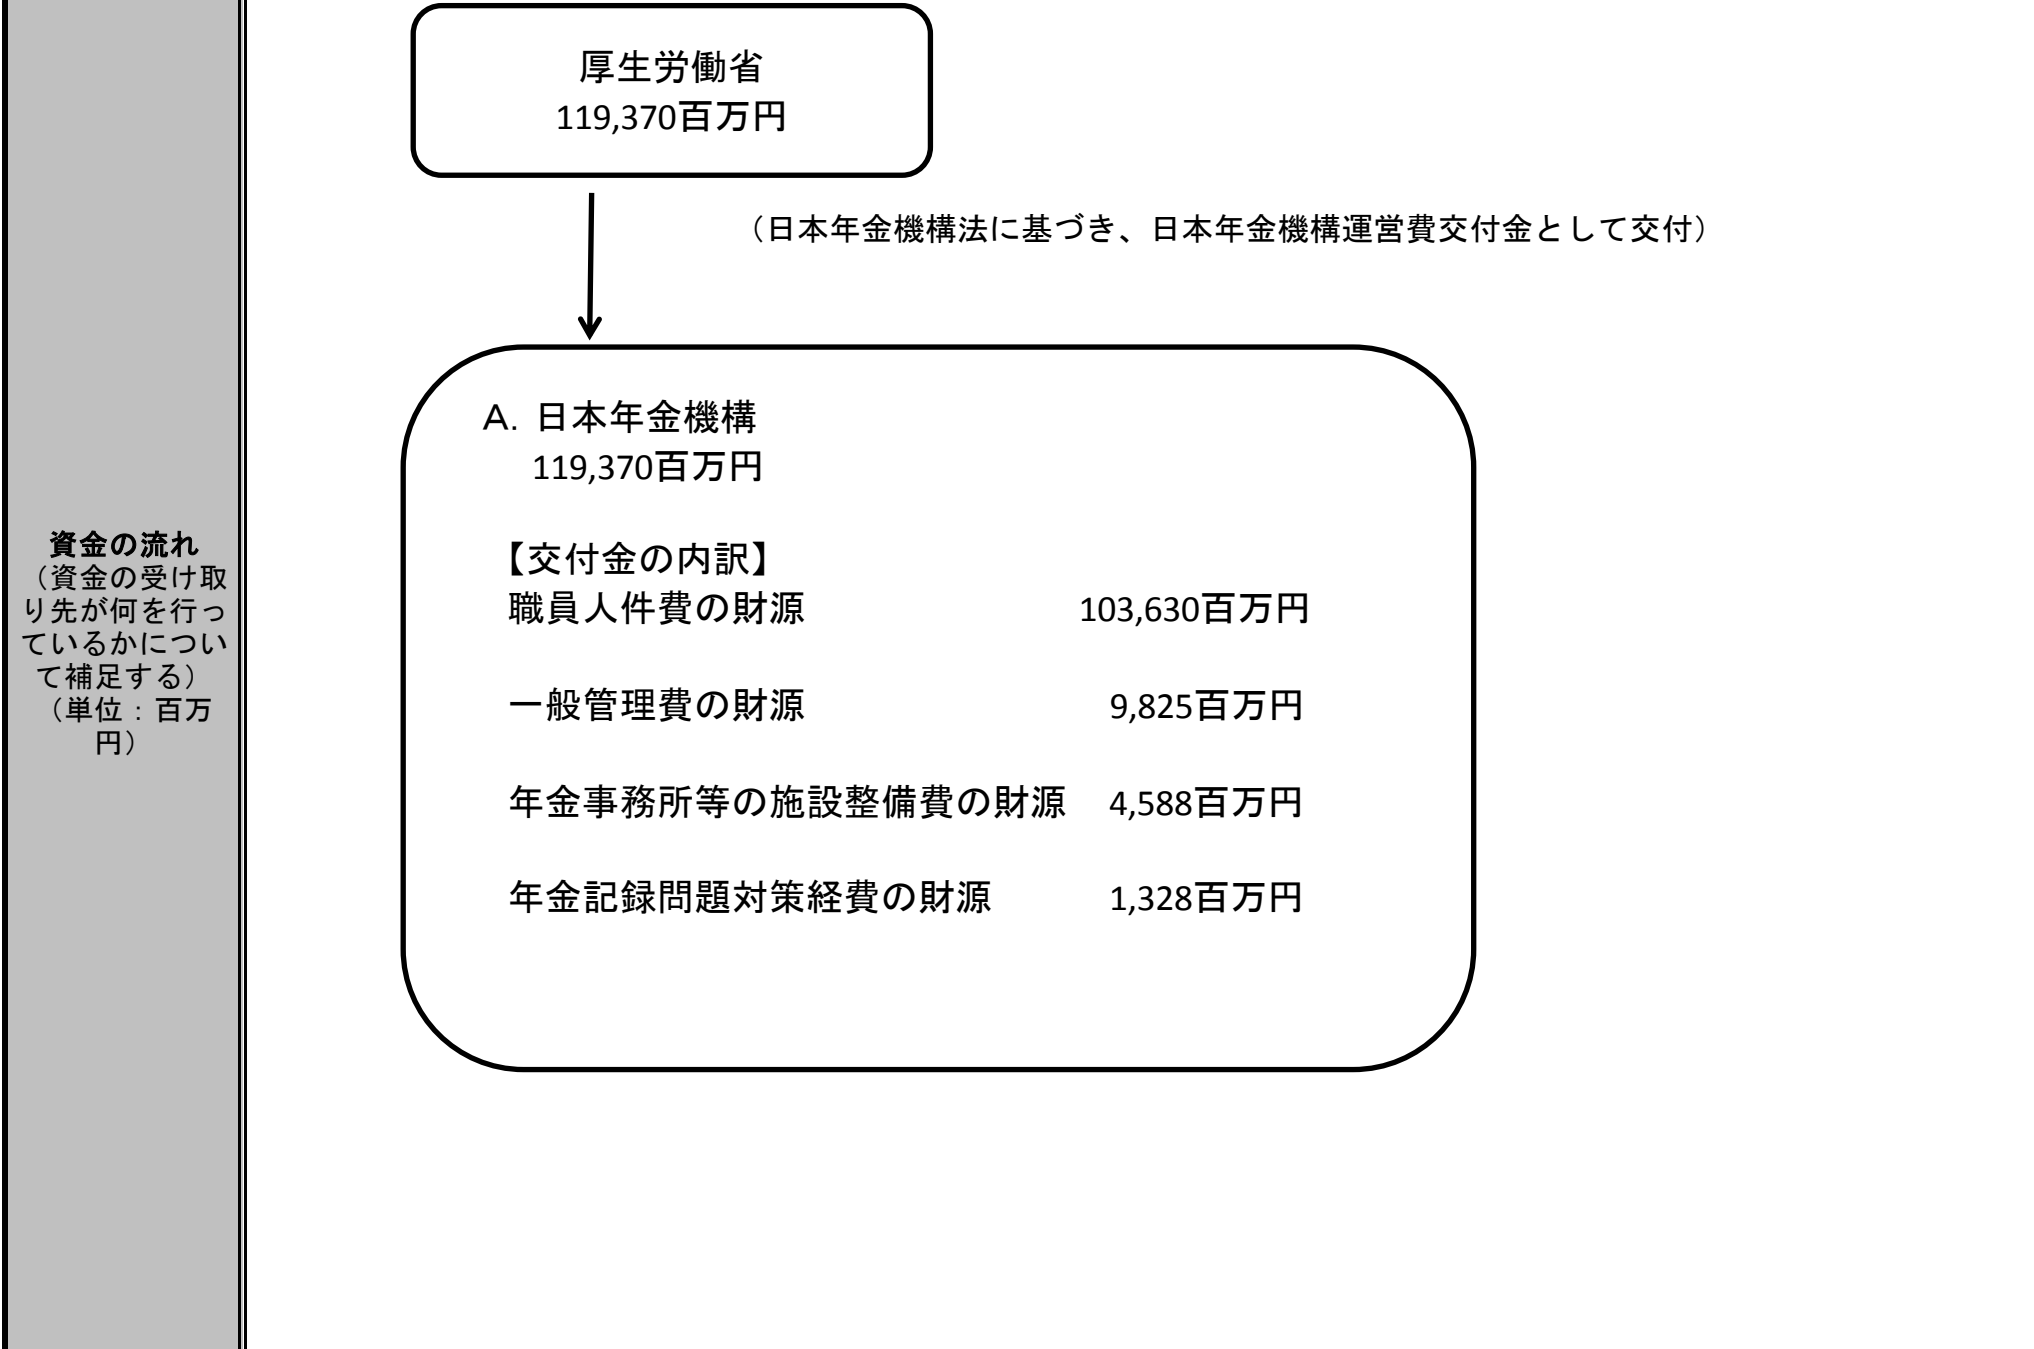 厚生労働省
119,370百万円
（日本年金機構法に基づき、日本年金機構運営費交付金として交付）
A. 日本年金機構
119,370百万円
【交付金の内訳】
職員人件費の財源 103,630百万円
一般管理費の財源 9,825百万円
年金事務所等の施設整備費の財源 4,588百万円
年金記録問題対策経費の財源 1,328百万円
資金の流れ
（資金の受け取
り先が何を行っ
ているかについ
て補足する）
（単位：百万
円）